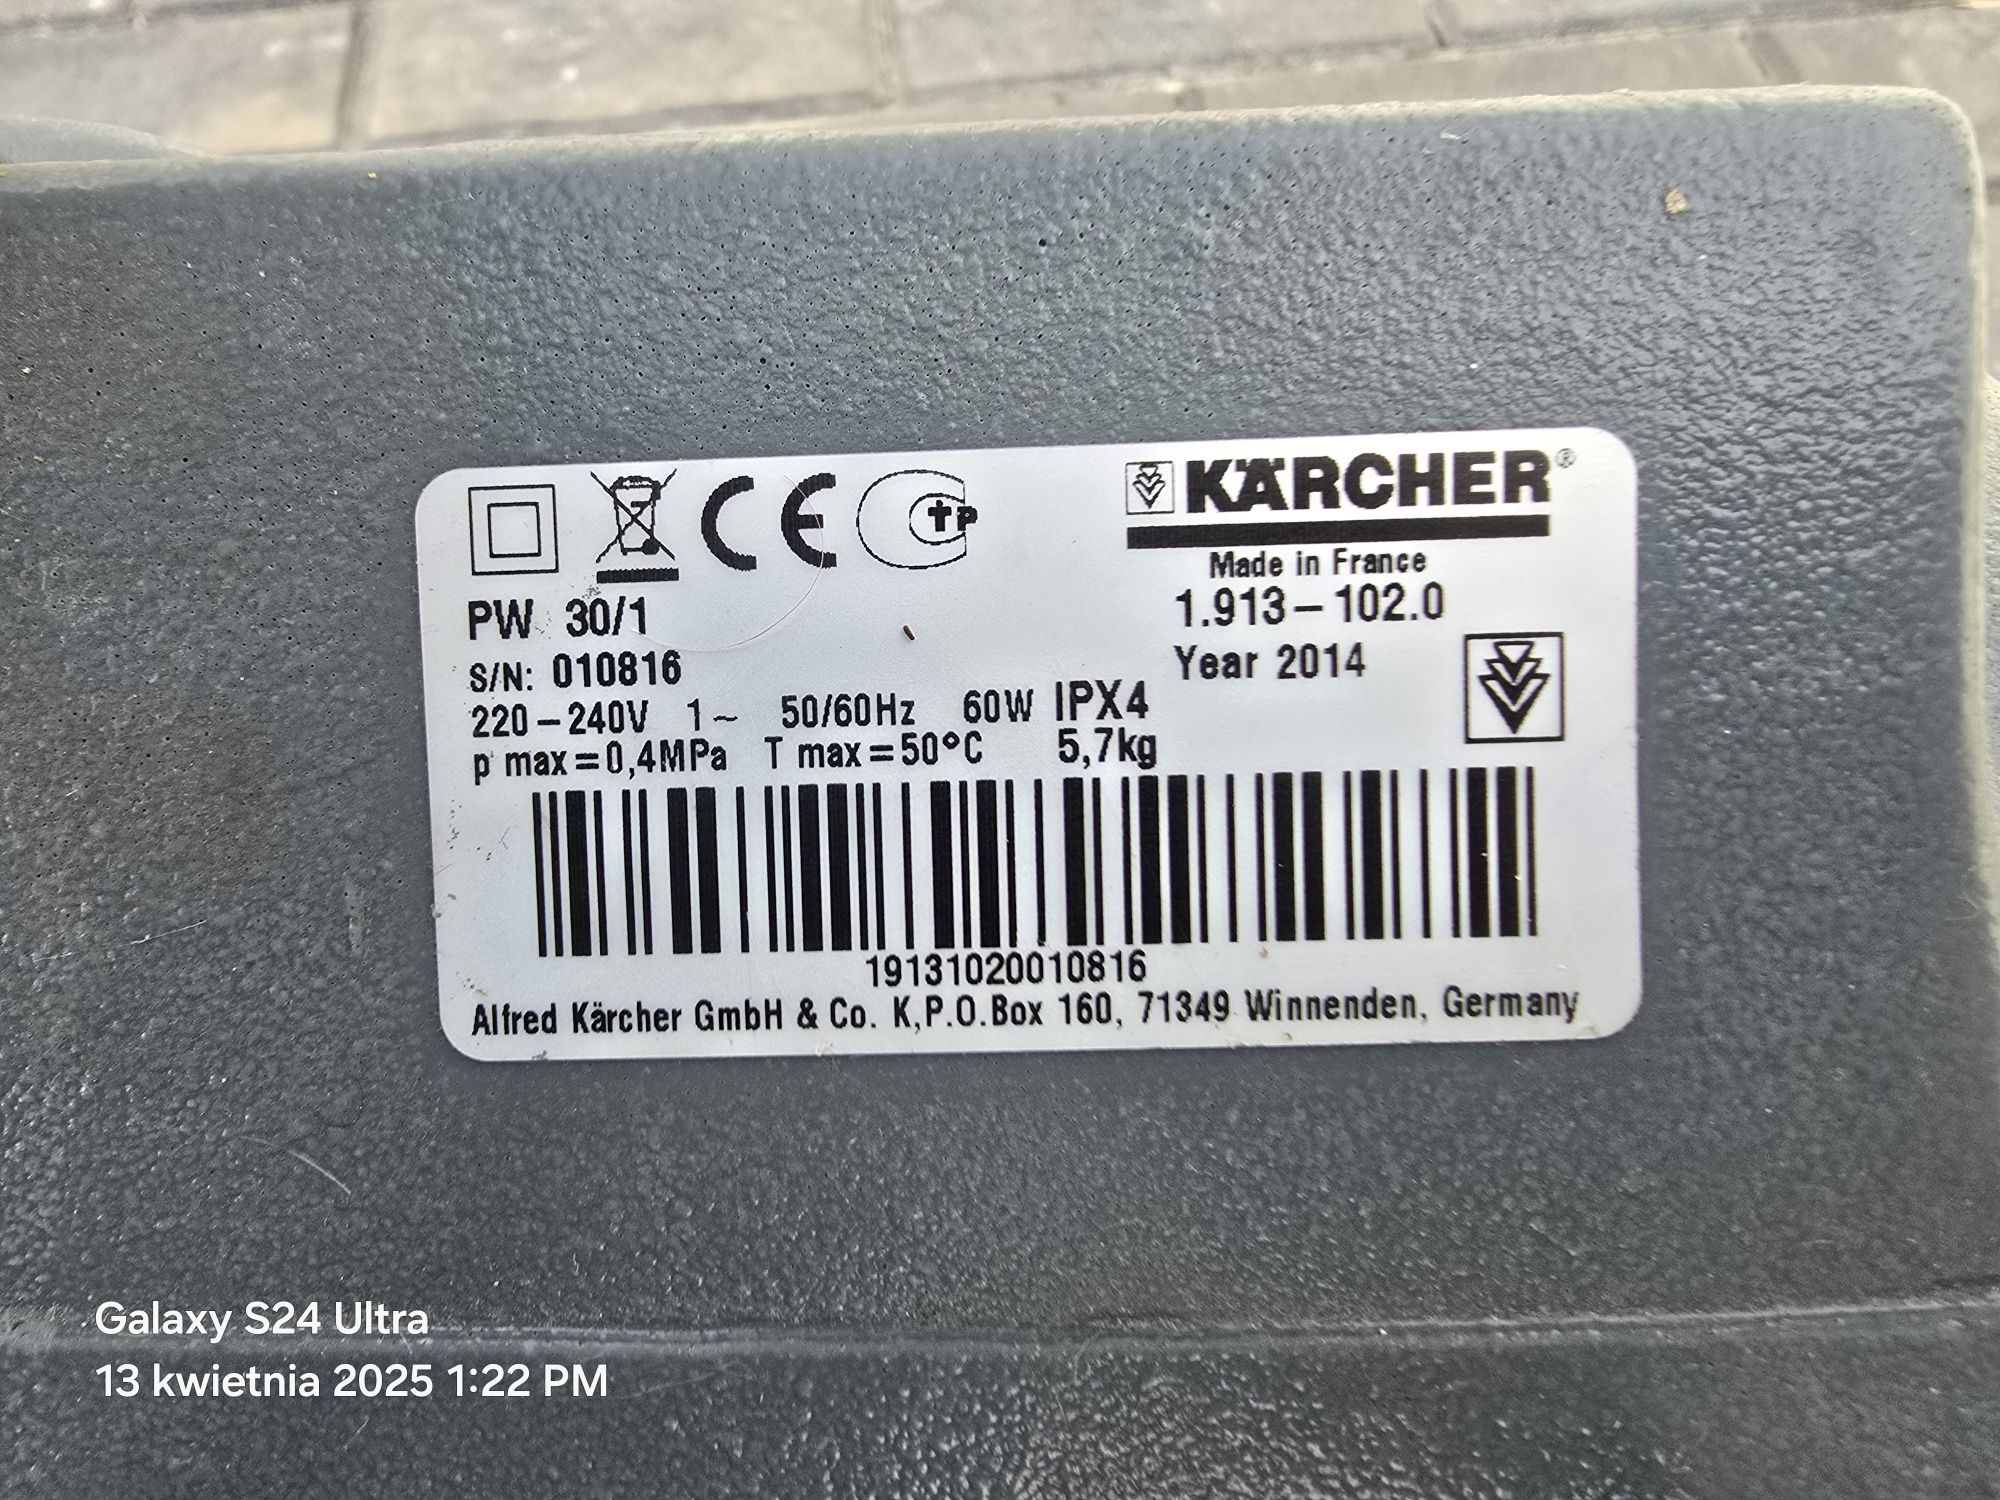 CE
KÄRCHER®
Made in France
PW 30/1
1.913-102.0
S/N: 010816
Year 2014
220-240V 1~ 50/60Hz 60W IPX4
p max=0,4MPa T max=50°C 5,7kg
19131020010816
Alfred Kärcher GmbH & Co. K,P.O.Box 160, 71349 Winnenden, Germany
Galaxy S24 Ultra
13 kwietnia 2025 1:22 PM